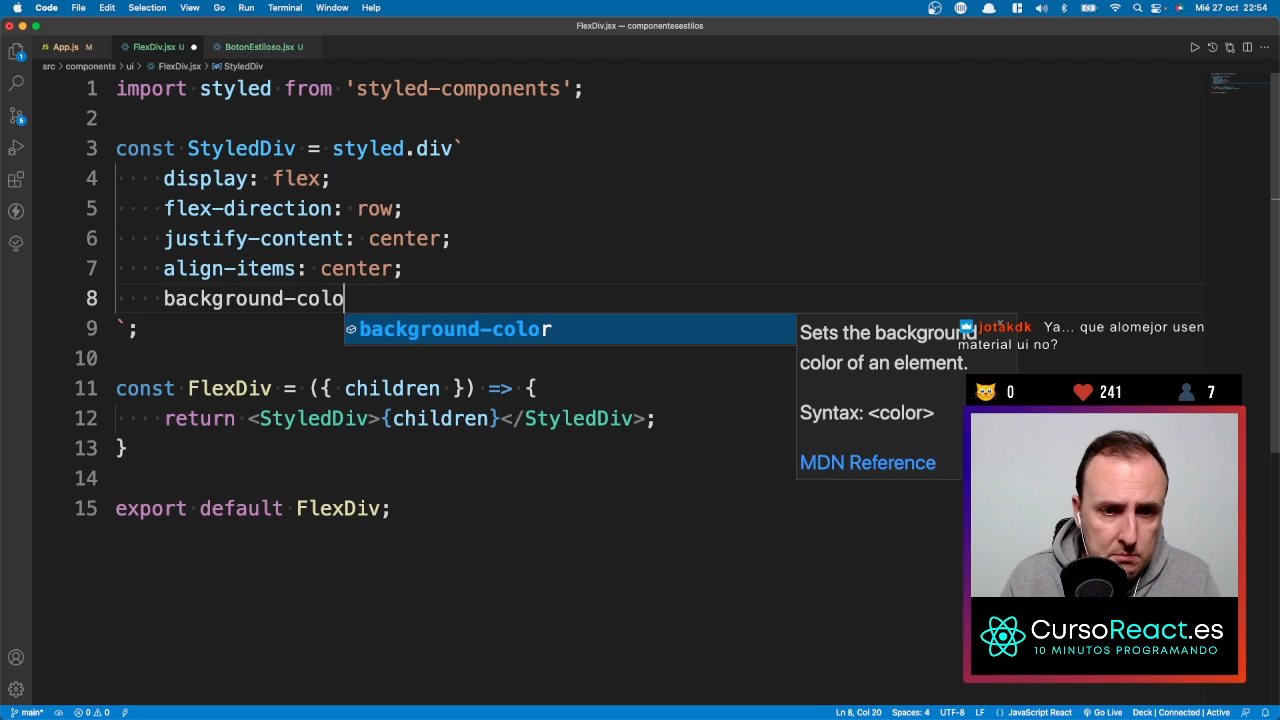 Code File Edit Selection View Go Run Terminal Window Help Mié 27 oct 22:54
FlexDiv.jsx — componentesestilos
JS App.js M FlexDiv.jsx U BotonEstiloso.jsx U
src › components › ui › FlexDiv.jsx › StyledDiv
1 import styled from 'styled-components';
2
3 const StyledDiv = styled.div`
4 display: flex;
5 flex-direction: row;
6 justify-content: center;
7 align-items: center;
8 background-colo
9 `;
10
11 const FlexDiv = ({ children }) => {
12 return <StyledDiv>{children}</StyledDiv>;
13 }
14
15 export default FlexDiv;
background-color
Sets the background
color of an element.
Syntax: <color>
MDN Reference
jotakdk: Ya... que alomejor usen
material ui no?
0 241 7
CursoReact.es
10 MINUTOS PROGRAMANDO
1
6
main* 0 0 Ln 8, Col 20 Spaces: 4 UTF-8 LF {} JavaScript React Go Live Deck | Connected | Active